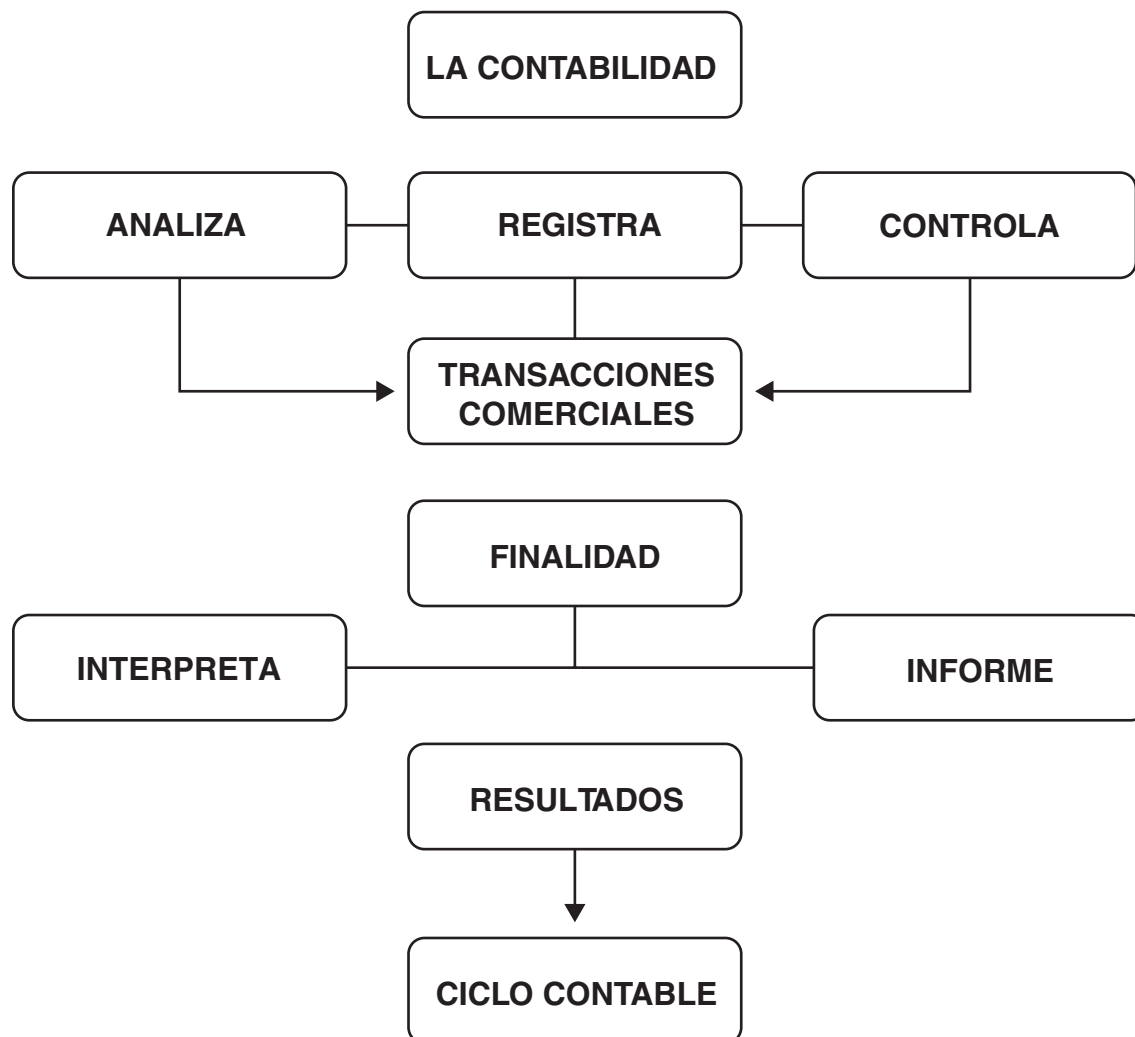 LA CONTABILIDAD
ANALIZA
REGISTRA
CONTROLA
TRANSACCIONES
COMERCIALES
FINALIDAD
INTERPRETA
INFORME
RESULTADOS
CICLO CONTABLE